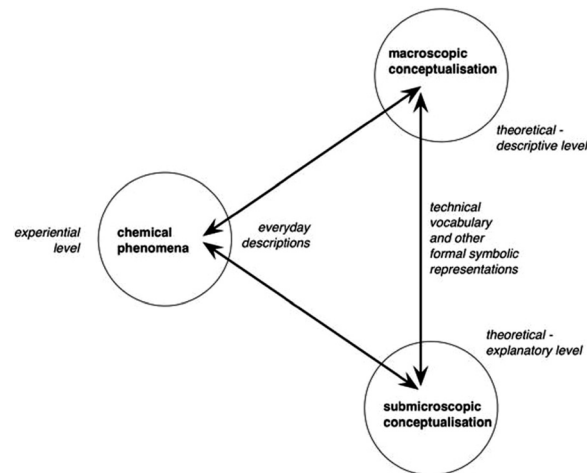 macroscopic
conceptualisation
theoretical -
descriptive level
experiential
level
chemical
phenomena
everyday
descriptions
technical
vocabulary
and other
formal symbolic
representations
theoretical -
explanatory level
submicroscopic
conceptualisation